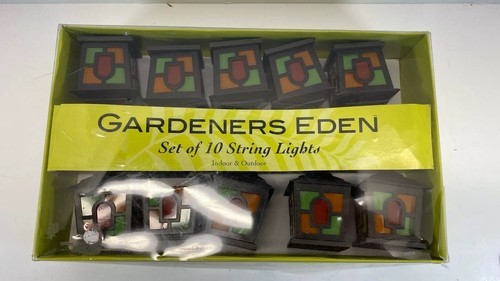 GARDENERS EDEN
Set of 10 String Lights
Indoor & Outdoor